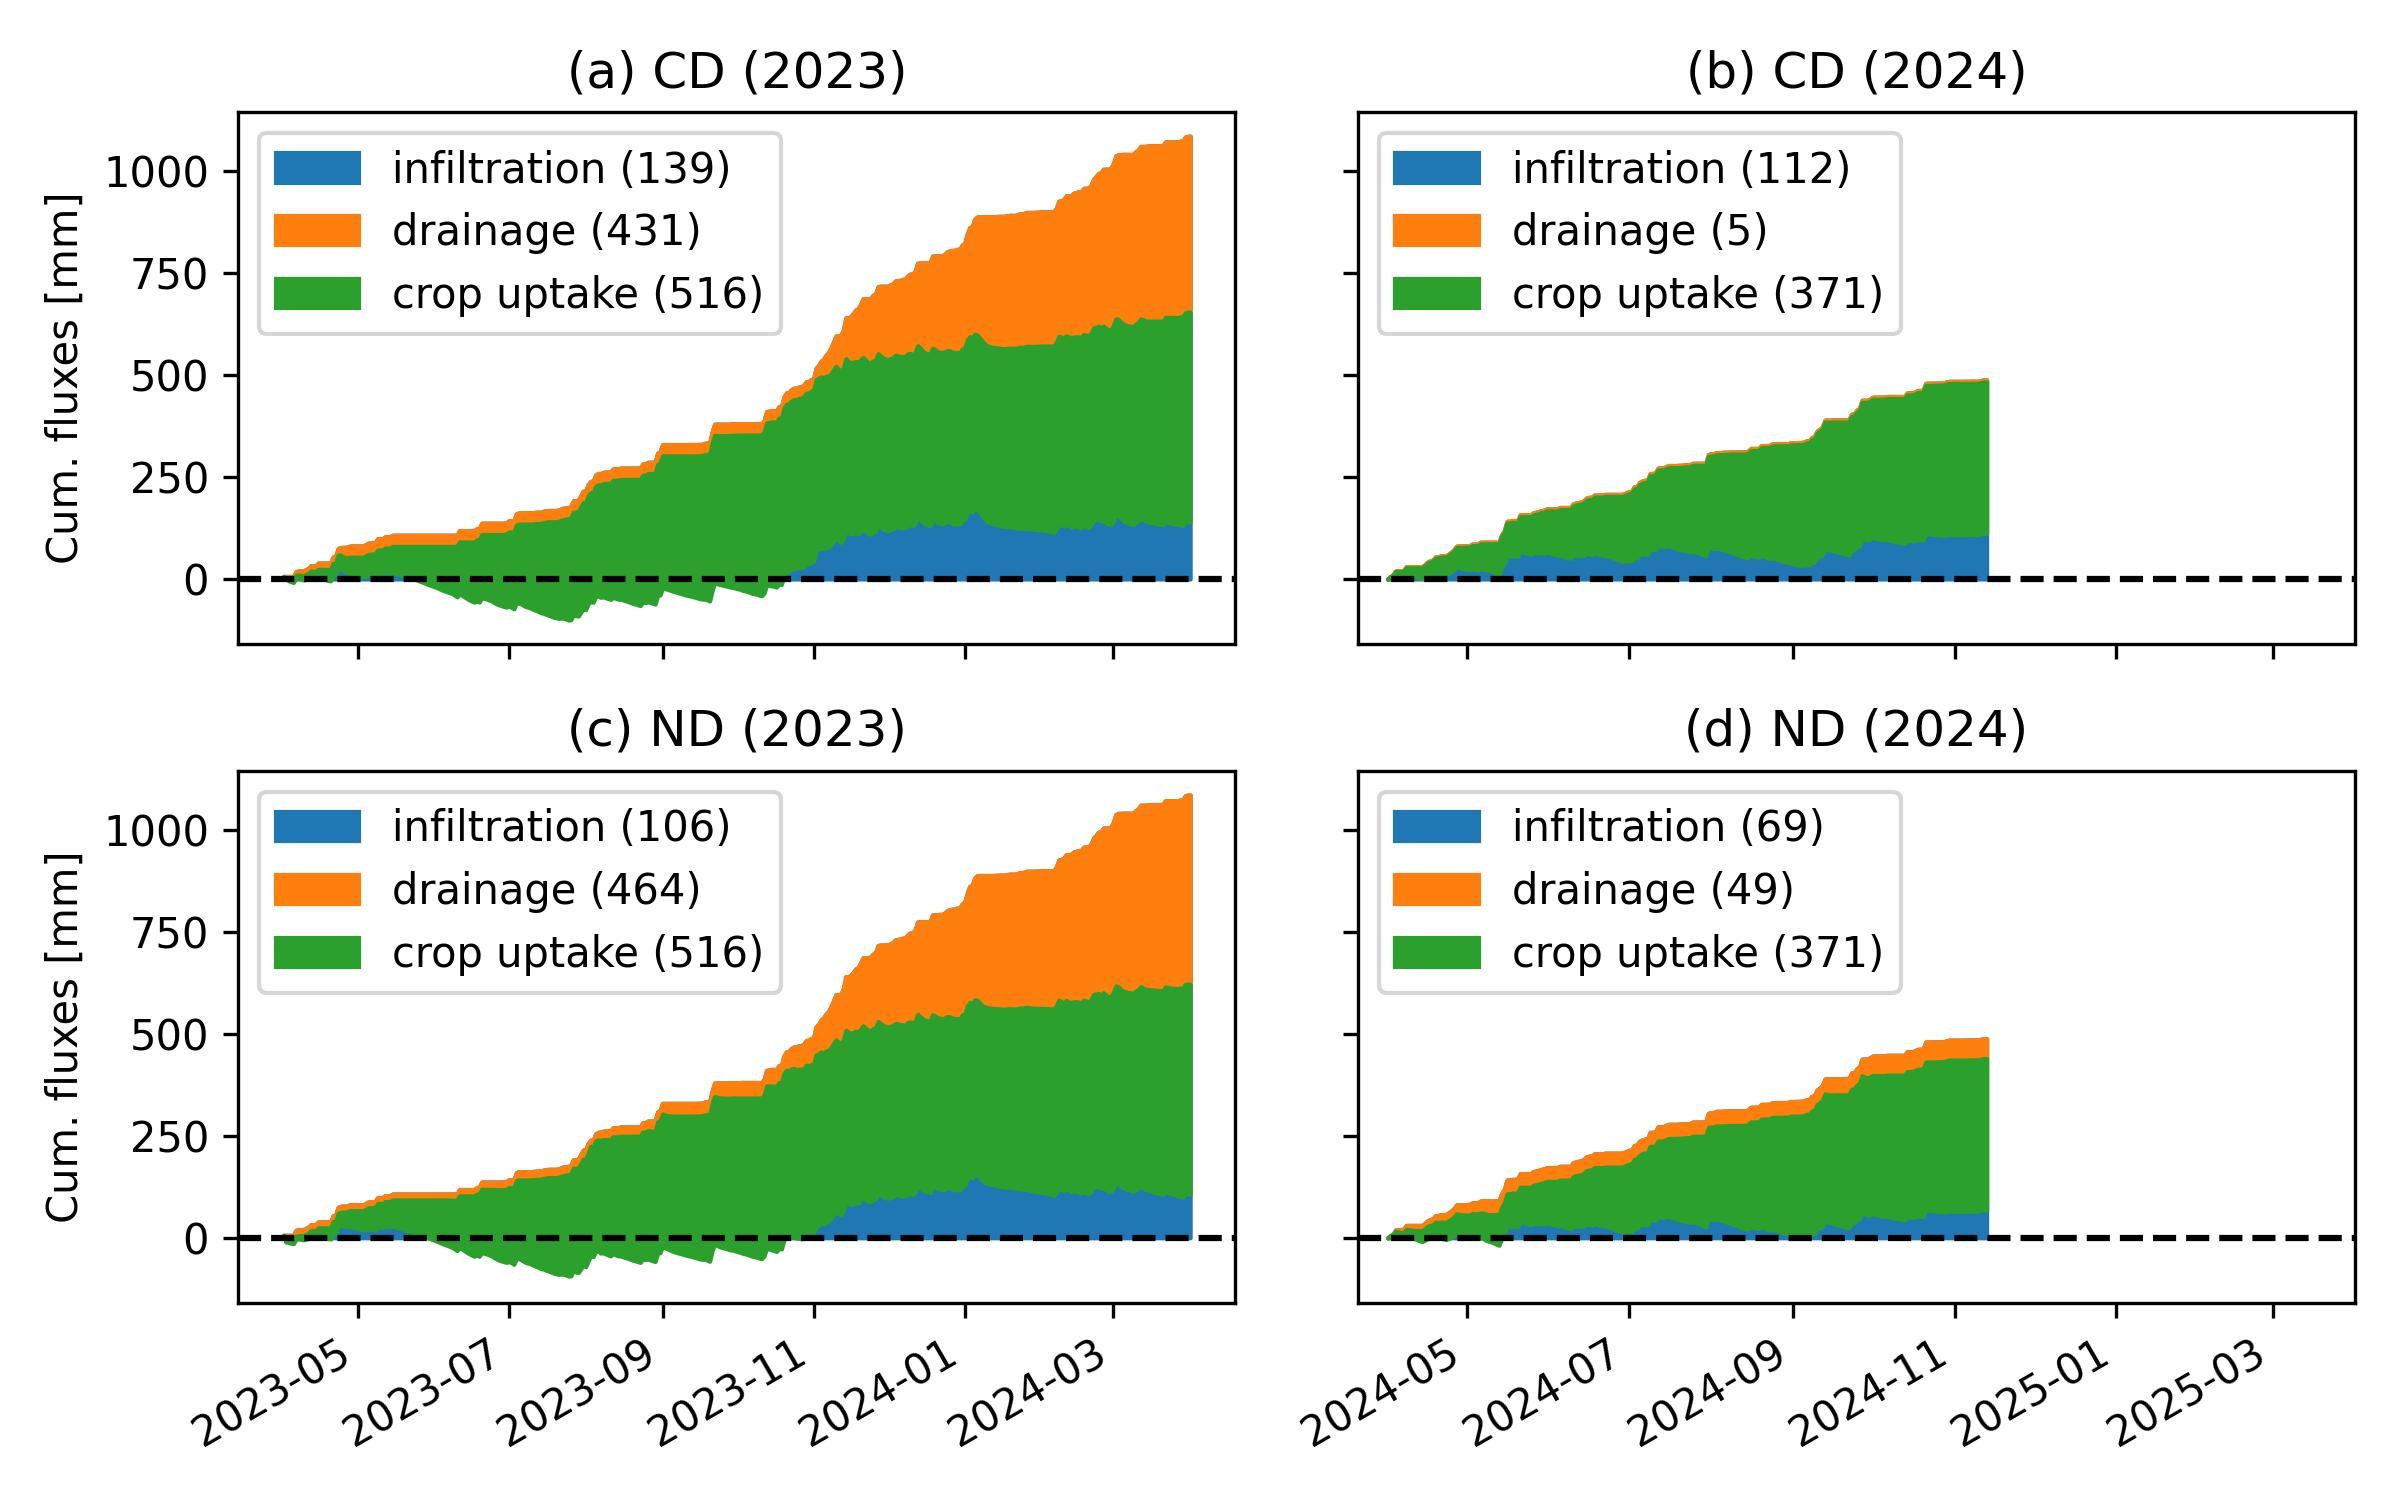 (a) CD (2023)
(b) CD (2024)
Cum. fluxes [mm]
1000
750
500
250
0
infiltration (139)
drainage (431)
crop uptake (516)
infiltration (112)
drainage (5)
crop uptake (371)
(c) ND (2023)
(d) ND (2024)
Cum. fluxes [mm]
1000
750
500
250
0
infiltration (106)
drainage (464)
crop uptake (516)
infiltration (69)
drainage (49)
crop uptake (371)
2023-05
2023-07
2023-09
2023-11
2024-01
2024-03
2024-05
2024-07
2024-09
2024-11
2025-01
2025-03